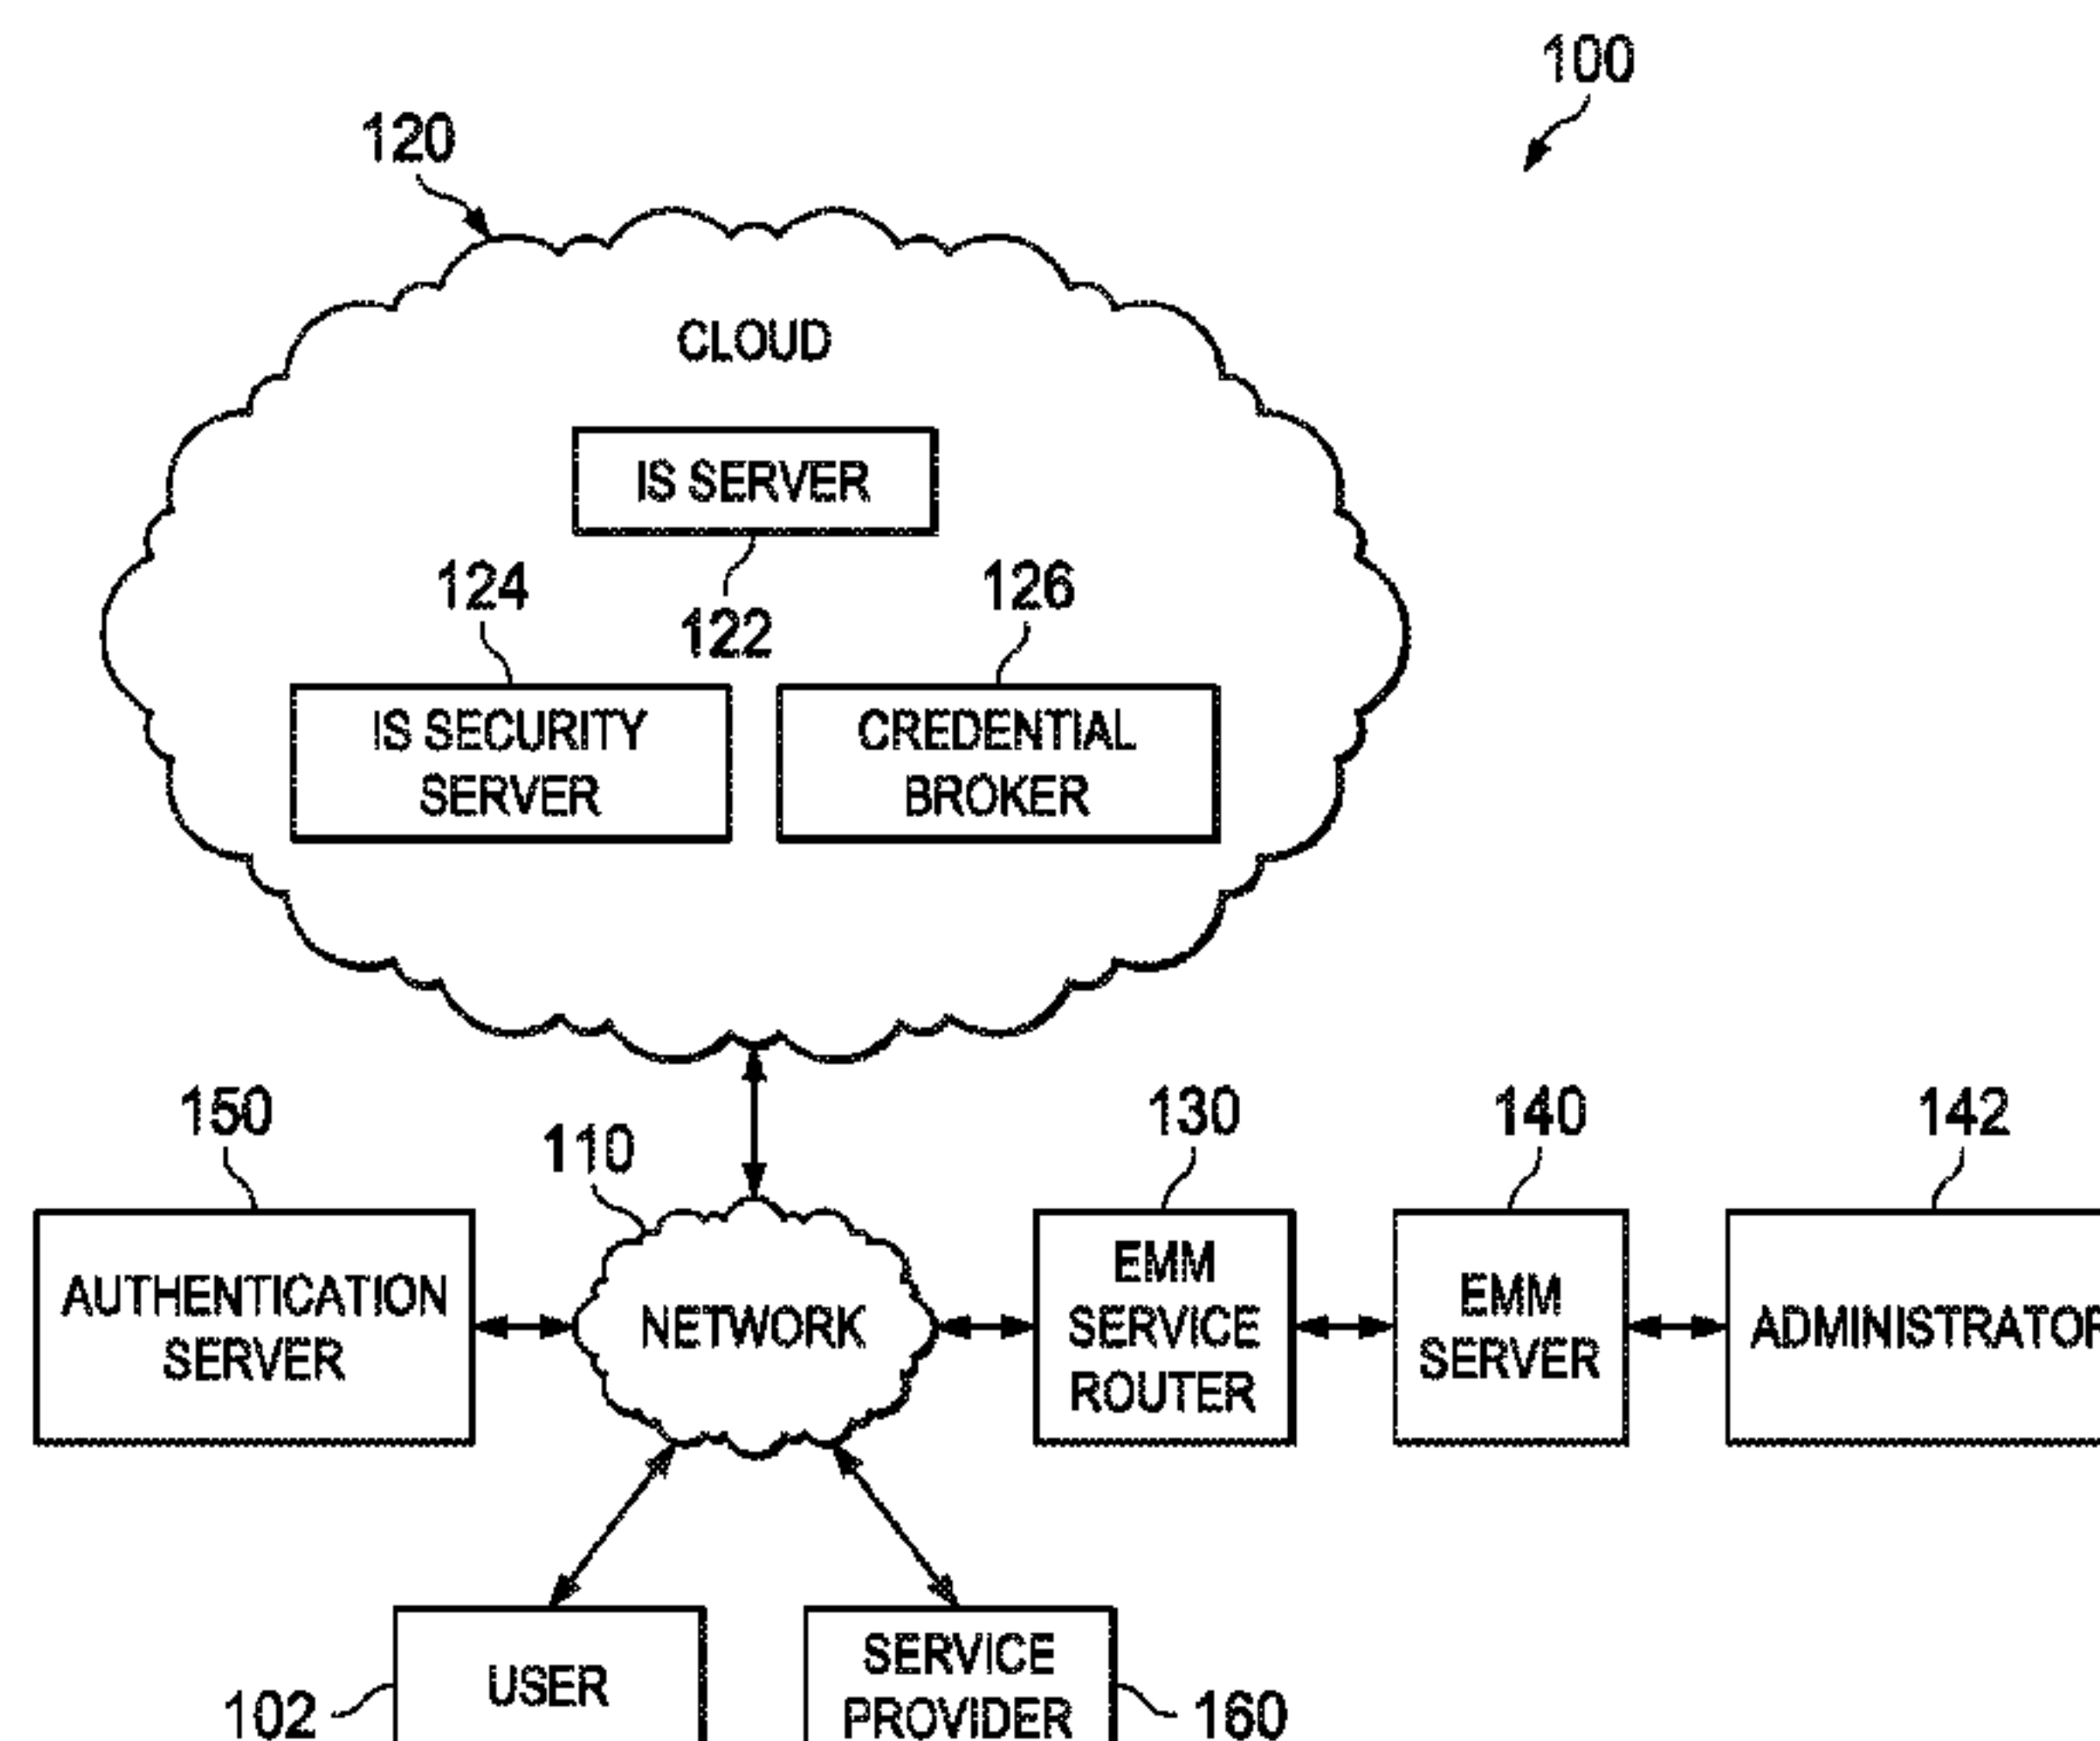 100
120
CLOUD
IS SERVER
124
122
126
IS SECURITY
SERVER
CREDENTIAL
BROKER
150
110
130
140
142
AUTHENTICATION
SERVER
NETWORK
EMM
SERVICE
ROUTER
EMM
SERVER
ADMINISTRATOR
102
USER
SERVICE
PROVIDER
160